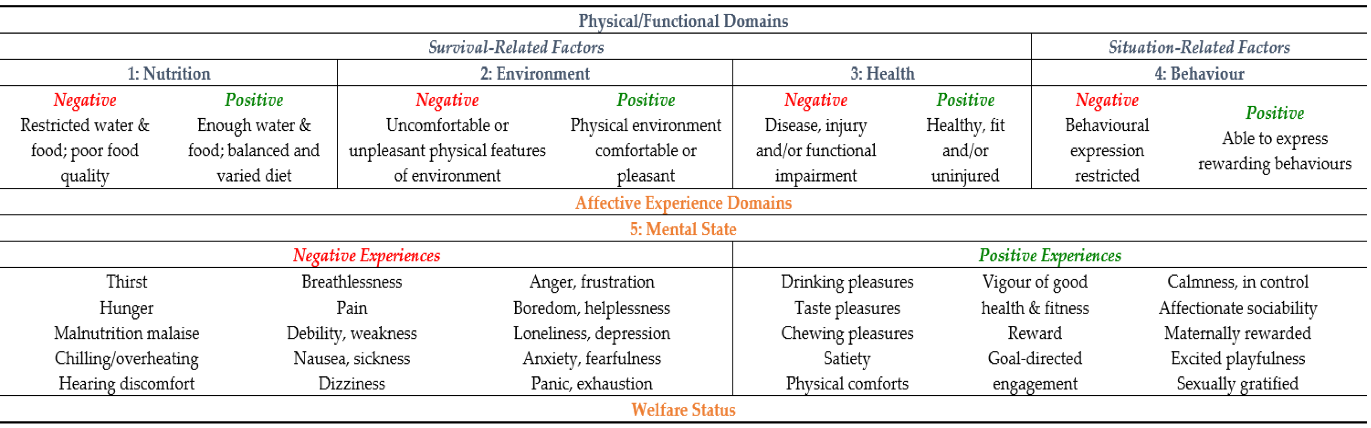 Physical/Functional Domains
Survival-Related Factors
Situation-Related Factors
1: Nutrition
2: Environment
3: Health
4: Behaviour
Negative
Restricted water &
food; poor food
quality
Positive
Enough water &
food; balanced and
varied diet
Negative
Uncomfortable or
unpleasant physical features
of environment
Positive
Physical environment
comfortable or
pleasant
Negative
Disease, injury
and/or functional
impairment
Positive
Healthy, fit
and/or
uninjured
Negative
Behavioural
expression
restricted
Positive
Able to express
rewarding behaviours
Affective Experience Domains
5: Mental State
Negative Experiences
Thirst
Hunger
Malnutrition malaise
Chilling/overheating
Hearing discomfort
Breathlessness
Pain
Debility, weakness
Nausea, sickness
Dizziness
Anger, frustration
Boredom, helplessness
Loneliness, depression
Anxiety, fearfulness
Panic, exhaustion
Positive Experiences
Drinking pleasures
Taste pleasures
Chewing pleasures
Satiety
Physical comforts
Vigour of good
health & fitness
Reward
Goal-directed
engagement
Calmness, in control
Affectionate sociability
Maternally rewarded
Excited playfulness
Sexually gratified
Welfare Status